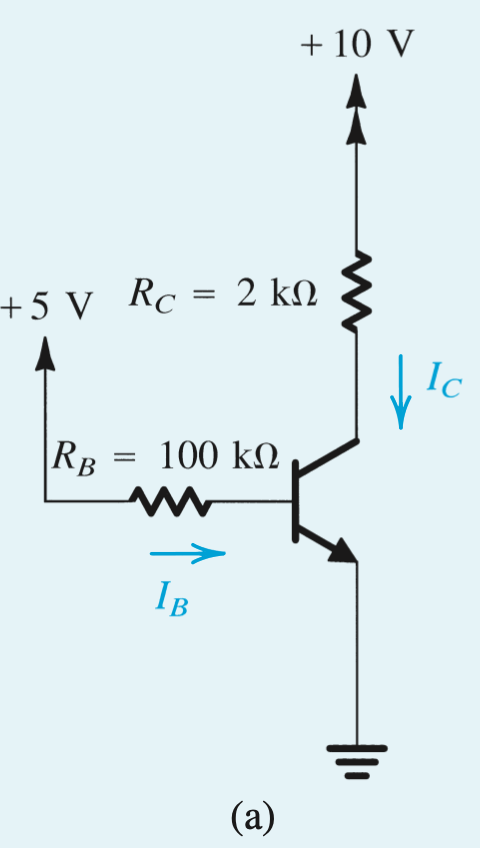 +10 V
+5 V
R_C = 2 kΩ
I_C
R_B = 100 kΩ
I_B
(a)